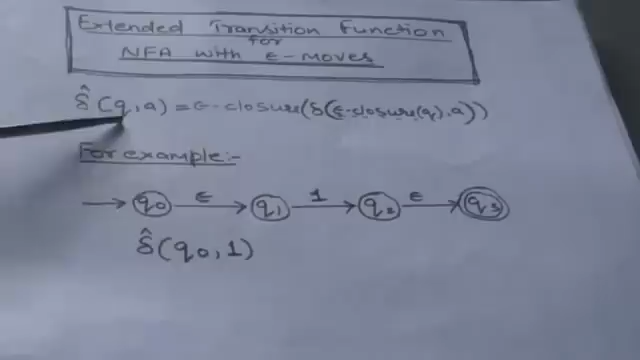 Extended Transition Function
for
NFA with ε-moves
δ̂(q,a) = ε-closure(δ(ε-closure(q),a))
For example:-
q0 ε q1 1 q2 ε q3
δ̂(q0,1)